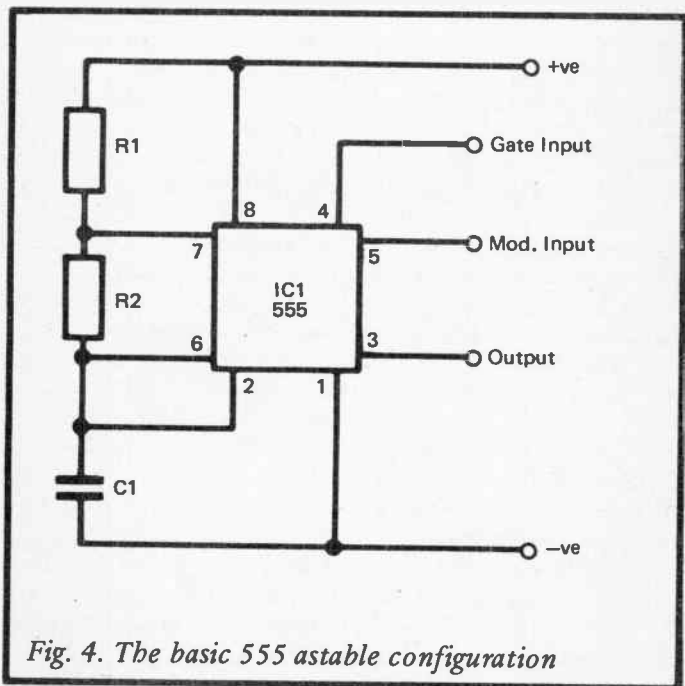 +ve
R1
Gate Input
8
4
7
5
Mod. Input
R2
IC1
555
6
3
Output
2
1
C1
−ve
Fig. 4. The basic 555 astable configuration